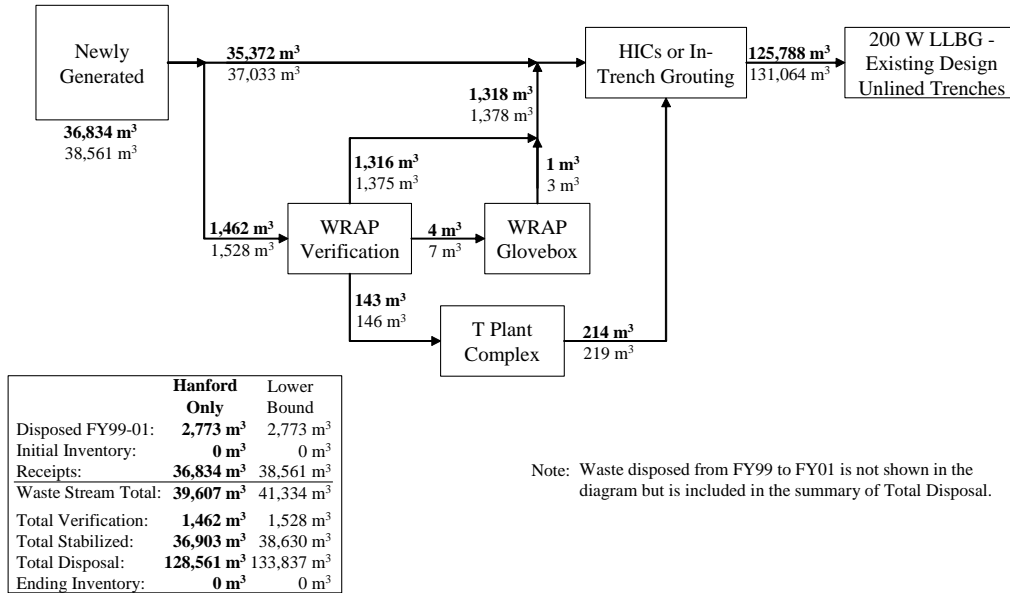 Newly
Generated
36,834 m³
38,561 m³
35,372 m³
37,033 m³
HICs or In-
Trench Grouting
125,788 m³
131,064 m³
200 W LLBG -
Existing Design
Unlined Trenches
1,318 m³
1,378 m³
1,316 m³
1,375 m³
1 m³
3 m³
1,462 m³
1,528 m³
WRAP
Verification
4 m³
7 m³
WRAP
Glovebox
143 m³
146 m³
T Plant
Complex
214 m³
219 m³
Hanford Lower
Only Bound
Disposed FY99-01: 2,773 m³ 2,773 m³
Initial Inventory: 0 m³ 0 m³
Receipts: 36,834 m³ 38,561 m³
Waste Stream Total: 39,607 m³ 41,334 m³
Total Verification: 1,462 m³ 1,528 m³
Total Stabilized: 36,903 m³ 38,630 m³
Total Disposal: 128,561 m³ 133,837 m³
Ending Inventory: 0 m³ 0 m³
Note: Waste disposed from FY99 to FY01 is not shown in the
diagram but is included in the summary of Total Disposal.